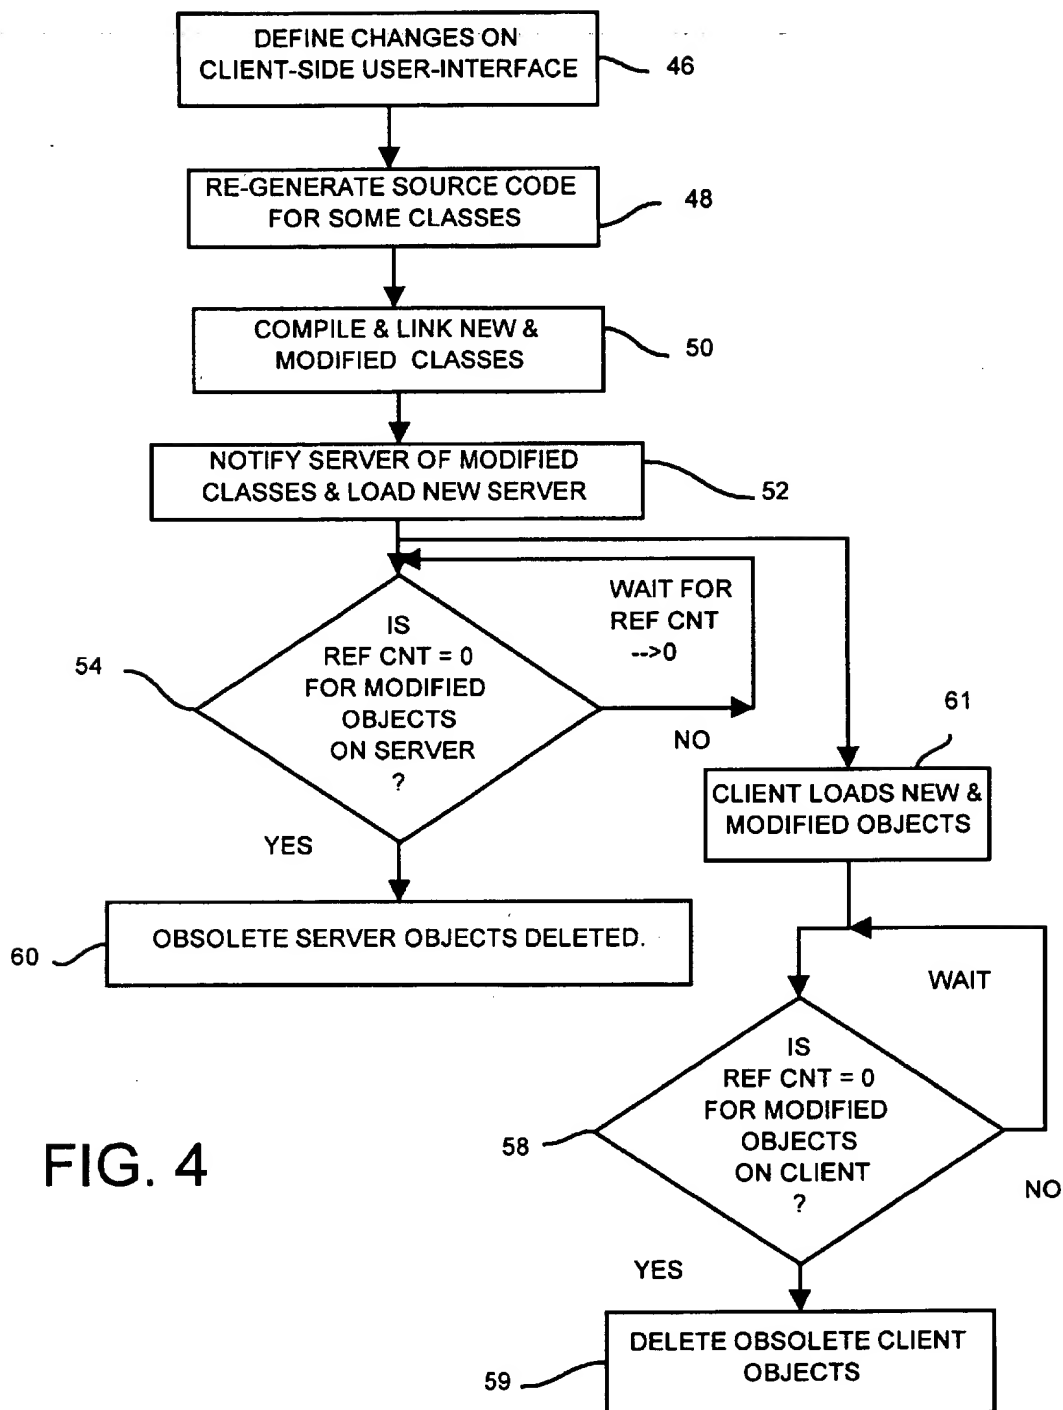 DEFINE CHANGES ON
CLIENT-SIDE USER-INTERFACE
46
RE-GENERATE SOURCE CODE
FOR SOME CLASSES
48
COMPILE & LINK NEW &
MODIFIED CLASSES
50
NOTIFY SERVER OF MODIFIED
CLASSES & LOAD NEW SERVER
52
WAIT FOR
REF CNT
-->0
IS
REF CNT = 0
FOR MODIFIED
OBJECTS
ON SERVER
?
54
NO
YES
61
CLIENT LOADS NEW &
MODIFIED OBJECTS
OBSOLETE SERVER OBJECTS DELETED.
60
WAIT
IS
REF CNT = 0
FOR MODIFIED
OBJECTS
ON CLIENT
?
58
NO
YES
FIG. 4
DELETE OBSOLETE CLIENT
OBJECTS
59